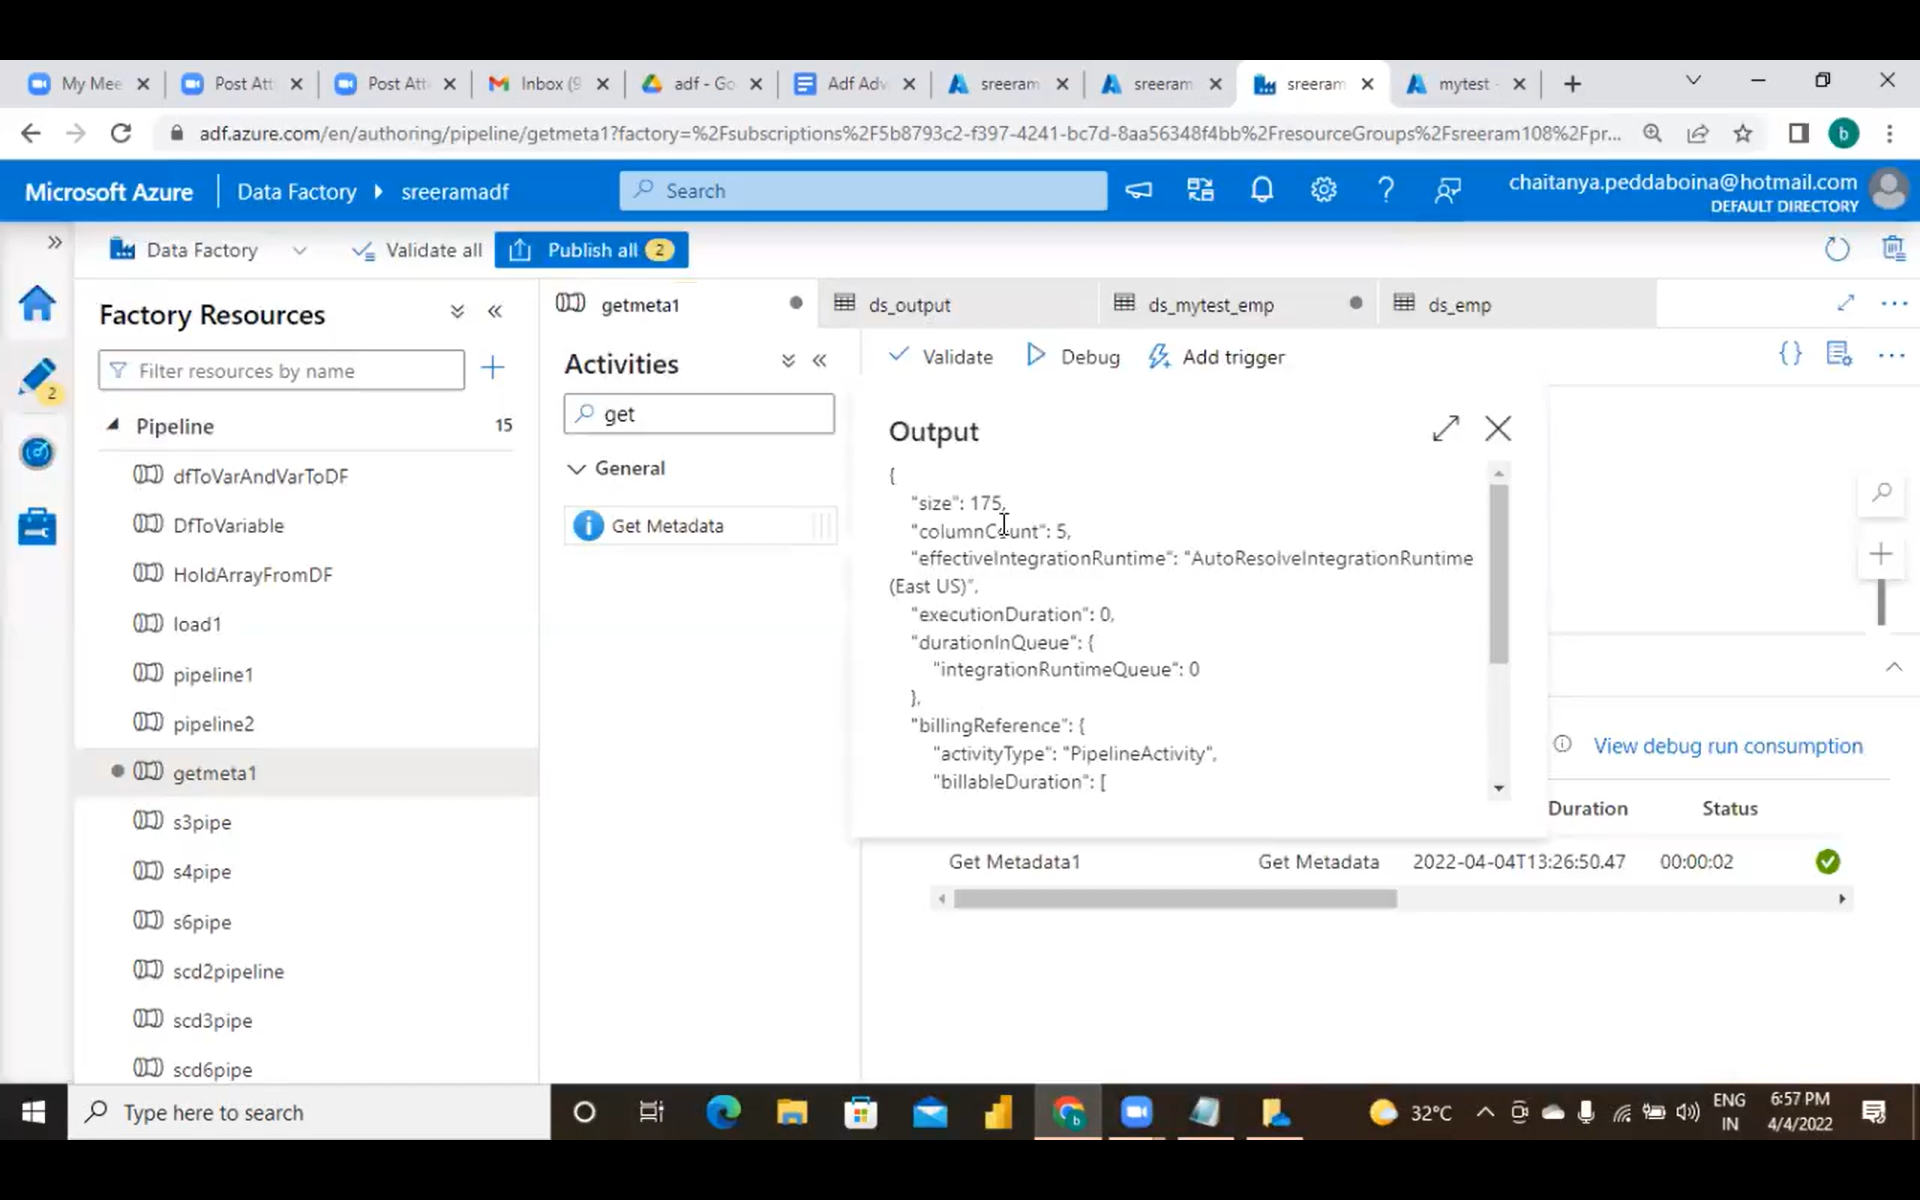 My Mee
Post Att
Post Att
Inbox (9
adf - Go
Adf Adv
sreeram
sreeram
sreeram
mytest -
adf.azure.com/en/authoring/pipeline/getmeta1?factory=%2Fsubscriptions%2F5b8793c2-f397-4241-bc7d-8aa56348f4bb%2FresourceGroups%2Fsreeram108%2Fpr...
b
Microsoft Azure
Data Factory
sreeramadf
Search
chaitanya.peddaboina@hotmail.com
DEFAULT DIRECTORY
Data Factory
Validate all
Publish all 2
Factory Resources
getmeta1
ds_output
ds_mytest_emp
ds_emp
Filter resources by name
2
Activities
Validate
Debug
Add trigger
get
Pipeline 15
General
Get Metadata
dfToVarAndVarToDF
DfToVariable
HoldArrayFromDF
load1
pipeline1
pipeline2
getmeta1
s3pipe
s4pipe
s6pipe
scd2pipeline
scd3pipe
scd6pipe
Output
{
"size": 175,
"columnCount": 5,
"effectiveIntegrationRuntime": "AutoResolveIntegrationRuntime
(East US)",
"executionDuration": 0,
"durationInQueue": {
"integrationRuntimeQueue": 0
},
"billingReference": {
"activityType": "PipelineActivity",
"billableDuration": [
View debug run consumption
Duration Status
Get Metadata1 Get Metadata 2022-04-04T13:26:50.47 00:00:02
Type here to search
32°C
ENG
IN
6:57 PM
4/4/2022